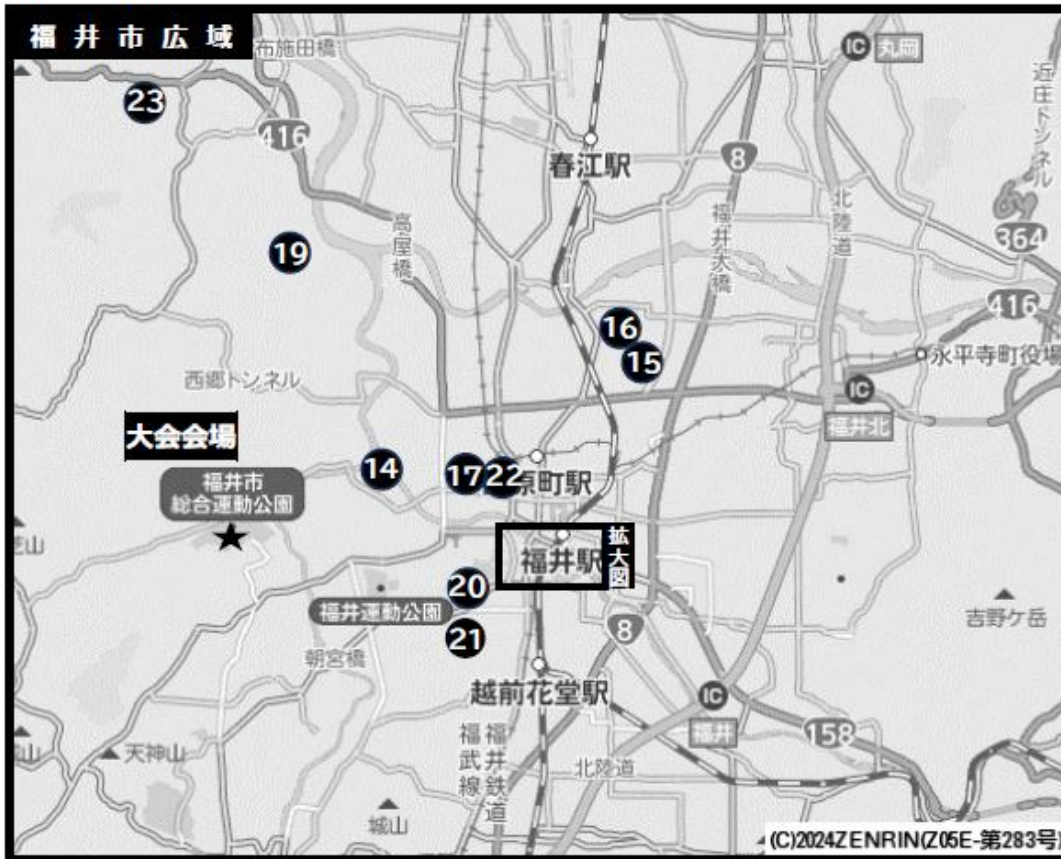 福井市広域
布施田橋
IC 丸岡
近庄トンネル
23
416
春江駅
8
364
高屋橋
福井大橋
北陸道
19
416
16
15
永平寺町役場
西郷トンネル
IC
福井北
大会会場
14
17
22
原町駅
福井市
総合運動公園
福井駅
拡大図
20
福井運動公園
吉野ケ岳
21
8
朝宮橋
越前花堂駅
IC
福井
158
天神山
福武線
福井鉄道
北陸道
城山
(C)2024ZENRIN(Z05E-第283号)